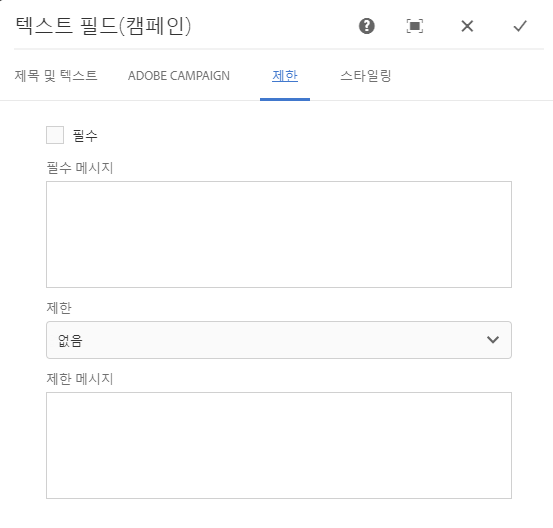 텍스트 필드(캠페인)
제목 및 텍스트 ADOBE CAMPAIGN 제한 스타일링
필수
필수 메시지
제한
없음
제한 메시지